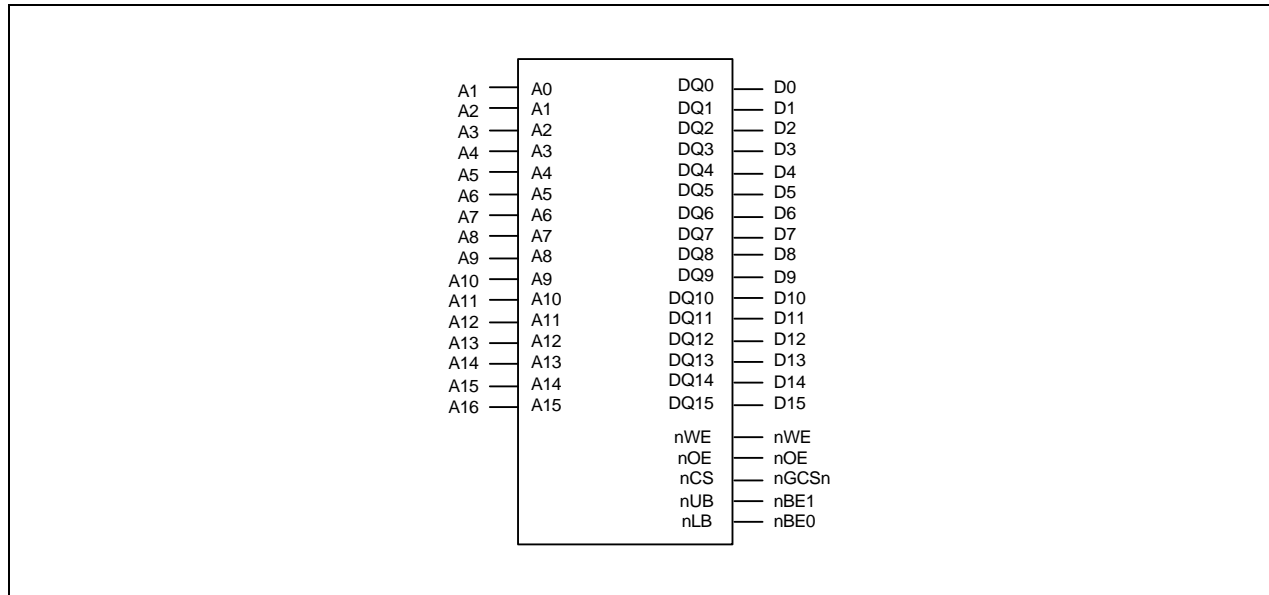 A1 A0 DQ0 D0
A2 A1 DQ1 D1
A3 A2 DQ2 D2
A4 A3 DQ3 D3
A5 A4 DQ4 D4
A6 A5 DQ5 D5
A7 A6 DQ6 D6
A8 A7 DQ7 D7
A9 A8 DQ8 D8
A10 A9 DQ9 D9
A11 A10 DQ10 D10
A12 A11 DQ11 D11
A13 A12 DQ12 D12
A14 A13 DQ13 D13
A15 A14 DQ14 D14
A16 A15 DQ15 D15
nWE nWE
nOE nOE
nCS nGCSn
nUB nBE1
nLB nBE0